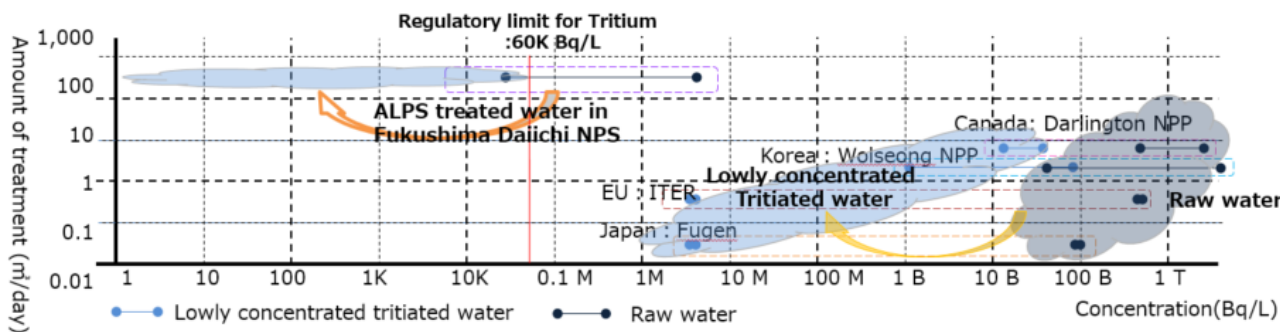 Regulatory limit for Tritium
:60K Bq/L
Amount of treatment (㎥/day)
1,000
100
10
1
0.1
0.01
ALPS treated water in
Fukushima Daiichi NPS
Canada: Darlington NPP
Korea : Wolseong NPP
Lowly concentrated
Tritiated water
EU : ITER
Raw water
Japan : Fugen
1
10
100
1K
10K
0.1 M
1M
10 M
100 M
1 B
10 B
100 B
1 T
Concentration(Bq/L)
Lowly concentrated tritiated water
Raw water